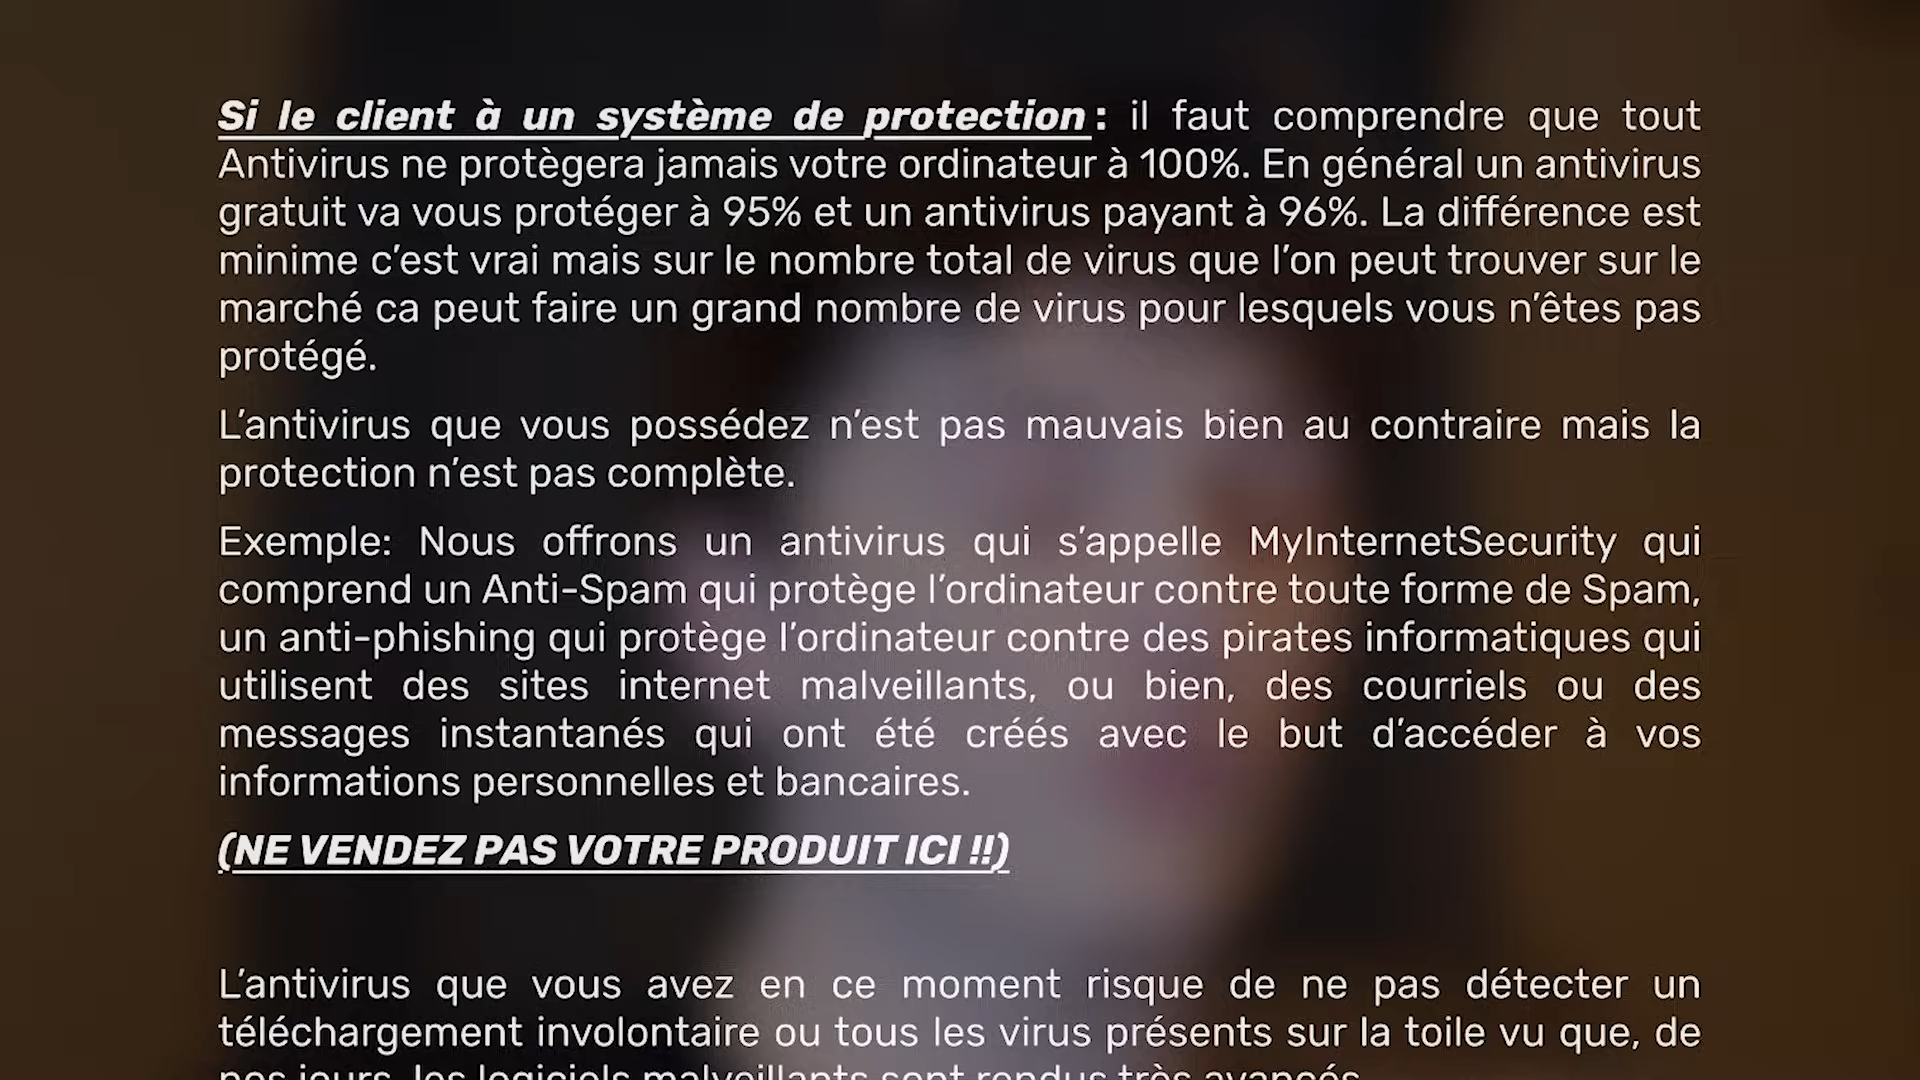 Si le client à un système de protection : il faut comprendre que tout
Antivirus ne protègera jamais votre ordinateur à 100%. En général un antivirus
gratuit va vous protéger à 95% et un antivirus payant à 96%. La différence est
minime c'est vrai mais sur le nombre total de virus que l'on peut trouver sur le
marché ca peut faire un grand nombre de virus pour lesquels vous n'êtes pas
protégé.
L'antivirus que vous possédez n'est pas mauvais bien au contraire mais la
protection n'est pas complète.
Exemple: Nous offrons un antivirus qui s'appelle MyInternetSecurity qui
comprend un Anti-Spam qui protège l'ordinateur contre toute forme de Spam,
un anti-phishing qui protège l'ordinateur contre des pirates informatiques qui
utilisent des sites internet malveillants, ou bien, des courriels ou des
messages instantanés qui ont été créés avec le but d'accéder à vos
informations personnelles et bancaires.
(NE VENDEZ PAS VOTRE PRODUIT ICI !!)
L'antivirus que vous avez en ce moment risque de ne pas détecter un
téléchargement involontaire ou tous les virus présents sur la toile vu que, de
nos jours, les logiciels malveillants sont rendus très avancés.